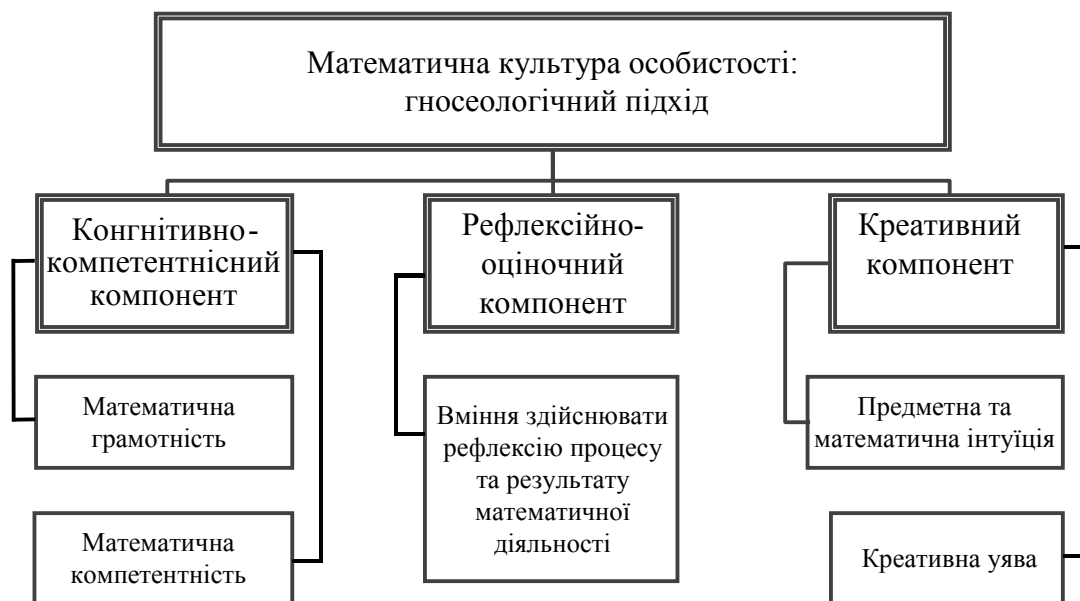 Математична культура особистості:
гносеологічний підхід
Конгнітивно-
компетентнісний
компонент
Рефлексійно-
оціночний
компонент
Креативний
компонент
Математична
грамотність
Вміння здійснювати
рефлексію процесу
та результату
математичної
діяльності
Предметна та
математична інтуїція
Математична
компетентність
Креативна уява